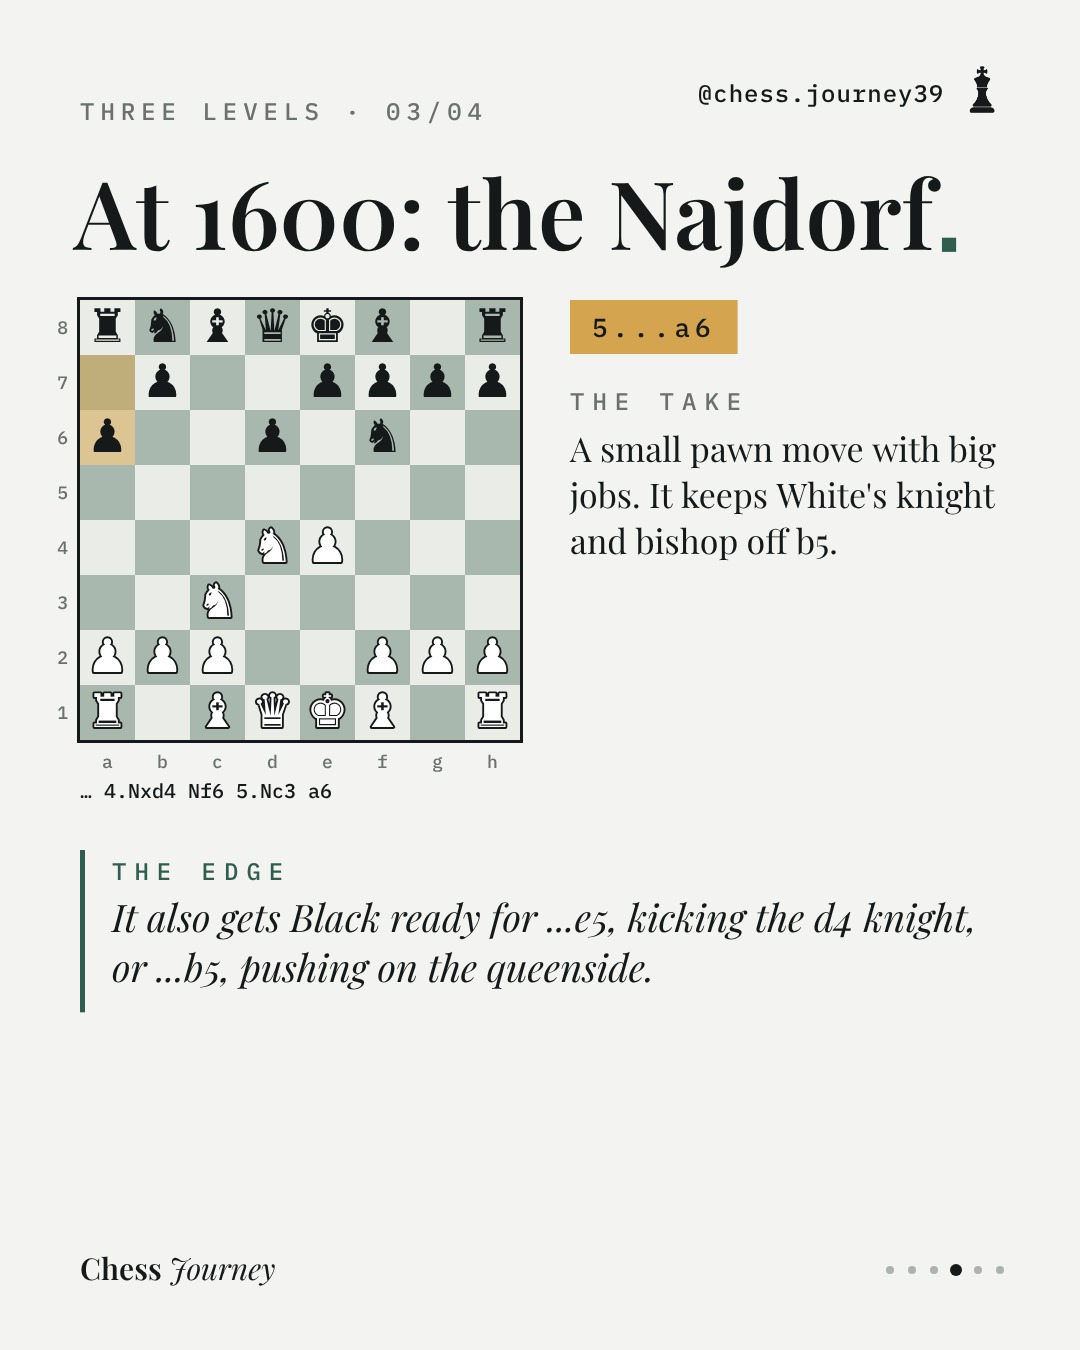 THREE LEVELS · 03/04
@chess.journey39
At 1600: the Najdorf.
8
7
6
5
4
3
2
1
a b c d e f g h
… 4.Nxd4 Nf6 5.Nc3 a6
5...a6
THE TAKE
A small pawn move with big
jobs. It keeps White's knight
and bishop off b5.
THE EDGE
It also gets Black ready for ...e5, kicking the d4 knight,
or ...b5, pushing on the queenside.
Chess Journey